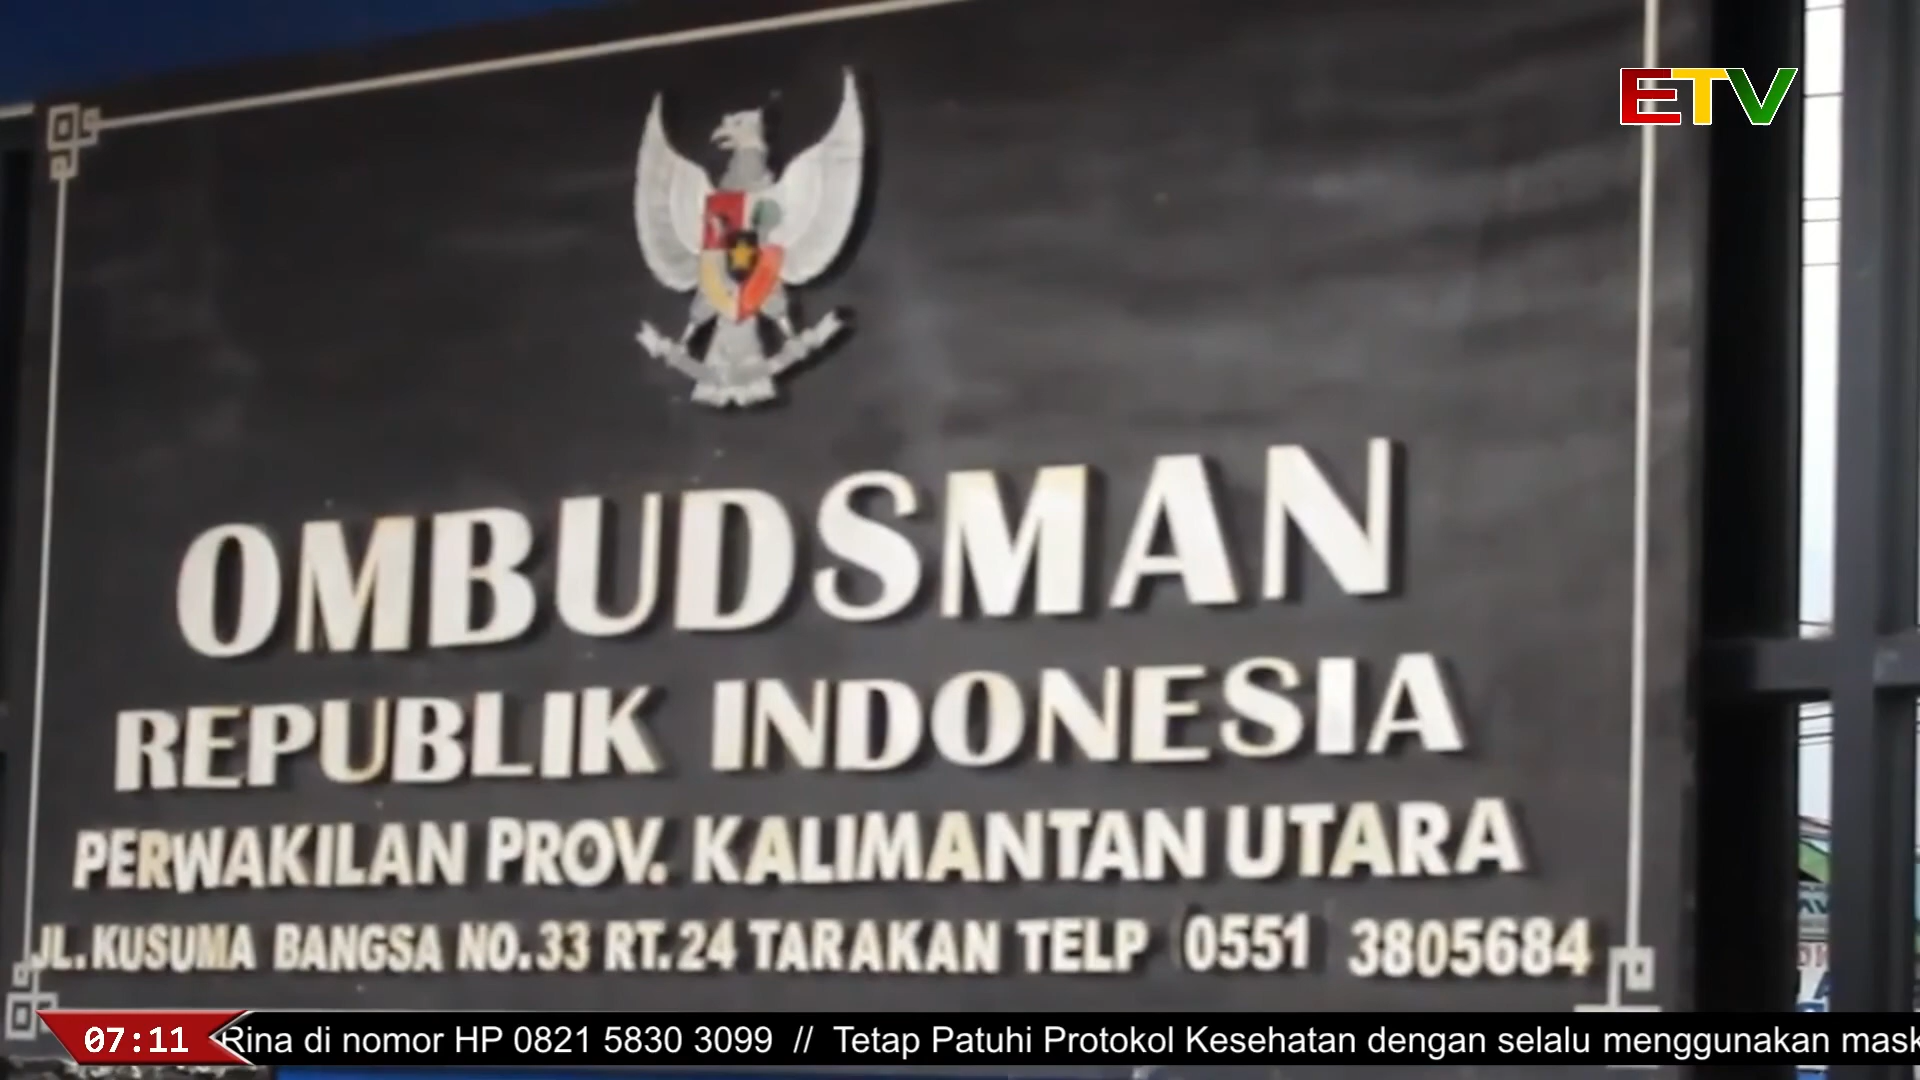 ETV
OMBUDSMAN
REPUBLIK INDONESIA
PERWAKILAN PROV. KALIMANTAN UTARA
JL. KUSUMA BANGSA NO.33 RT.24 TARAKAN TELP 0551 3805684
07:11 Rina di nomor HP 0821 5830 3099 // Tetap Patuhi Protokol Kesehatan dengan selalu menggunakan mask